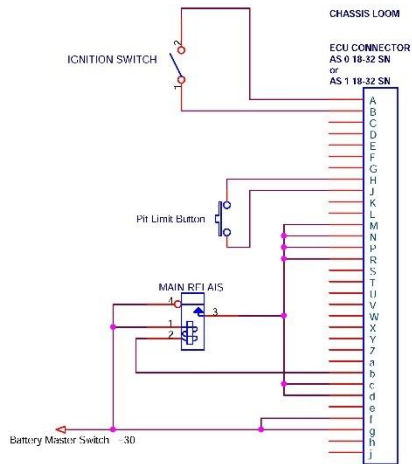 CHASSIS LOOM
ECU CONNECTOR
AS 0 18-32 SN
or
AS 1 18-32 SN
IGNITION SWITCH
2
1
A
B
C
D
E
F
G
H
J
K
L
M
N
P
R
S
T
U
V
W
X
Y
Z
a
b
c
d
e
f
g
h
j
Pit Limit Button
MAIN RELAIS
4
3
1
2
Battery Master Switch +30